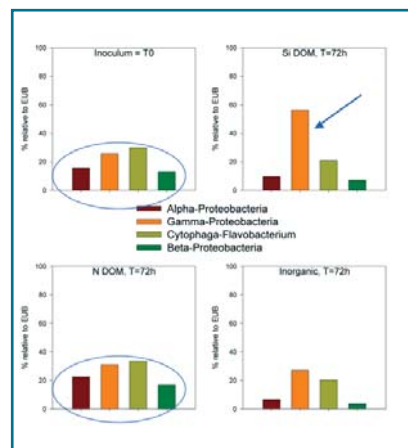 Inoculum = T0
Si DOM, T=72h
% relative to EUB
100
80
60
40
20
0
% relative to EUB
100
80
60
40
20
0
Alpha-Proteobacteria
Gamma-Proteobacteria
Cytophaga-Flavobacterium
Beta-Proteobacteria
N DOM, T=72h
Inorganic, T=72h
% relative to EUB
100
80
60
40
20
0
% relative to EUB
100
80
60
40
20
0